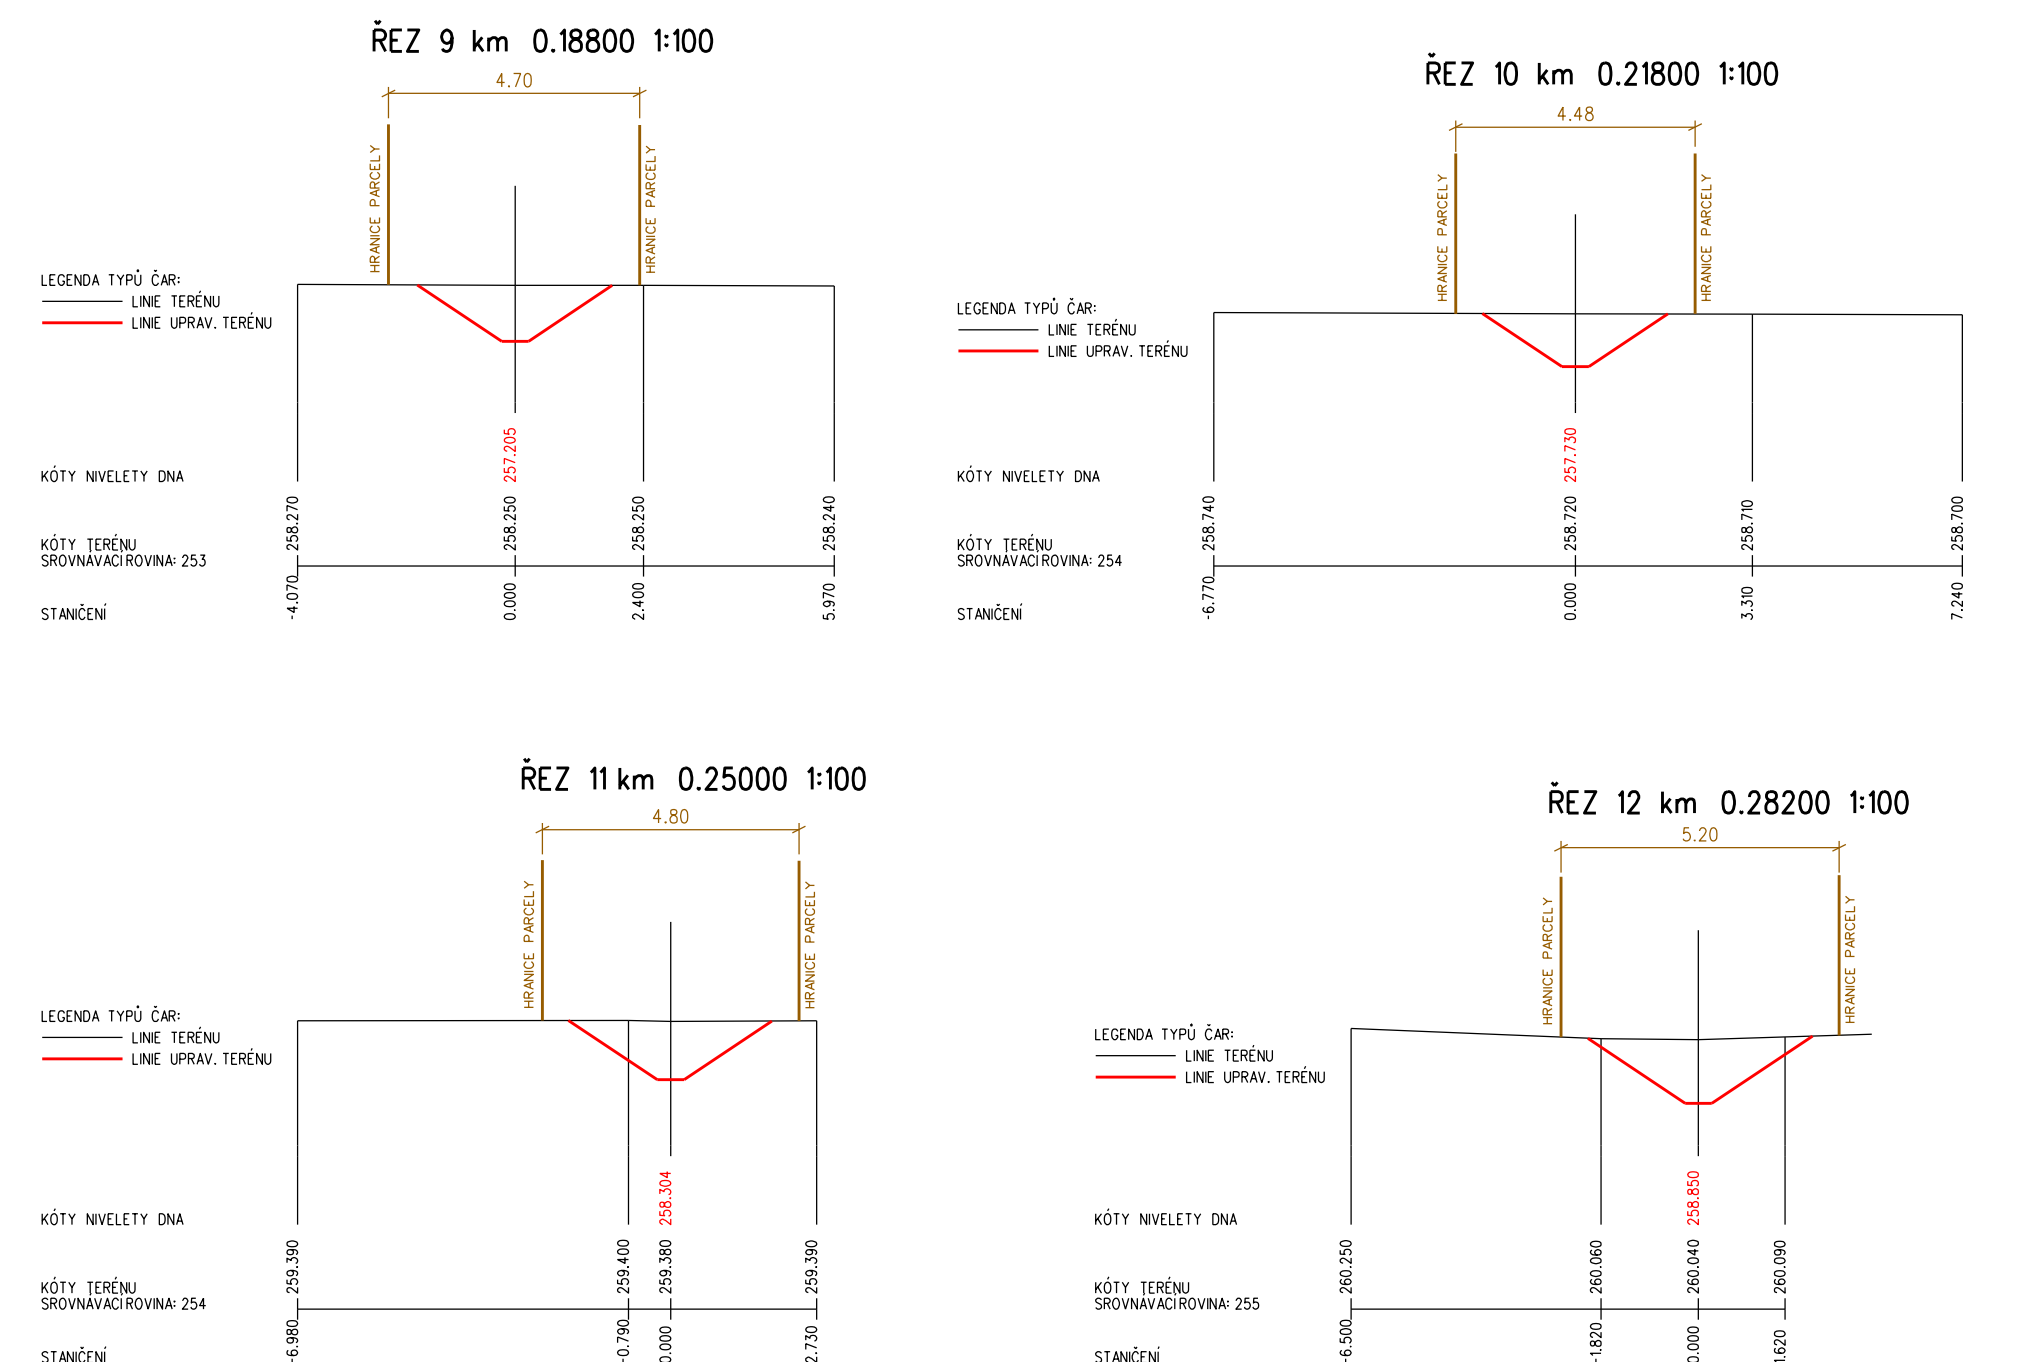 ŘEZ 9 km 0.18800 1:100
4.70
HRANICE PARCELY
HRANICE PARCELY
LEGENDA TYPŮ ČAR:
LINIE TERÉNU
LINIE UPRAV. TERÉNU
KÓTY NIVELETY DNA
257.205
KÓTY TERÉNU
258.270
258.250
258.250
258.240
SROVNÁVACÍ ROVINA: 253
STANIČENÍ
-4.070
0.000
2.400
5.970
ŘEZ 10 km 0.21800 1:100
4.48
HRANICE PARCELY
HRANICE PARCELY
LEGENDA TYPŮ ČAR:
LINIE TERÉNU
LINIE UPRAV. TERÉNU
KÓTY NIVELETY DNA
257.730
KÓTY TERÉNU
258.740
258.720
258.710
258.700
SROVNÁVACÍ ROVINA: 254
STANIČENÍ
-6.770
0.000
3.310
7.240
ŘEZ 11 km 0.25000 1:100
4.80
HRANICE PARCELY
HRANICE PARCELY
LEGENDA TYPŮ ČAR:
LINIE TERÉNU
LINIE UPRAV. TERÉNU
KÓTY NIVELETY DNA
258.304
KÓTY TERÉNU
259.390
259.400
259.380
259.390
SROVNÁVACÍ ROVINA: 254
STANIČENÍ
-6.980
-0.790
0.000
2.730
ŘEZ 12 km 0.28200 1:100
5.20
HRANICE PARCELY
HRANICE PARCELY
LEGENDA TYPŮ ČAR:
LINIE TERÉNU
LINIE UPRAV. TERÉNU
KÓTY NIVELETY DNA
258.850
KÓTY TERÉNU
260.250
260.060
260.040
260.090
SROVNÁVACÍ ROVINA: 255
STANIČENÍ
-6.500
-1.820
0.000
1.620